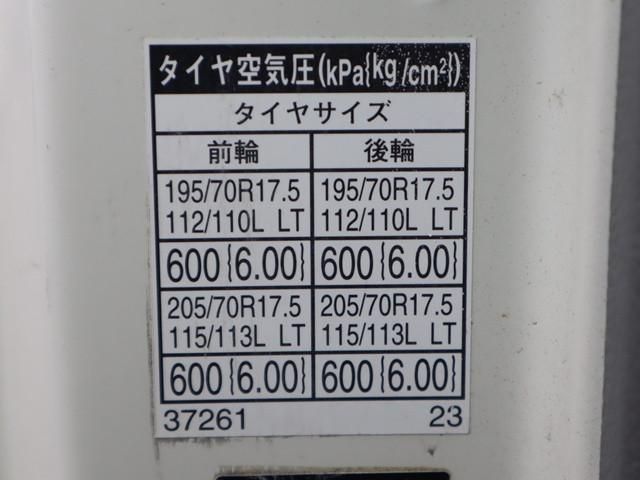 タイヤ空気圧(kPa{kg/cm²})
タイヤサイズ
前輪 後輪
195/70R17.5 195/70R17.5
112/110L LT 112/110L LT
600{6.00} 600{6.00}
205/70R17.5 205/70R17.5
115/113L LT 115/113L LT
600{6.00} 600{6.00}
37261 23